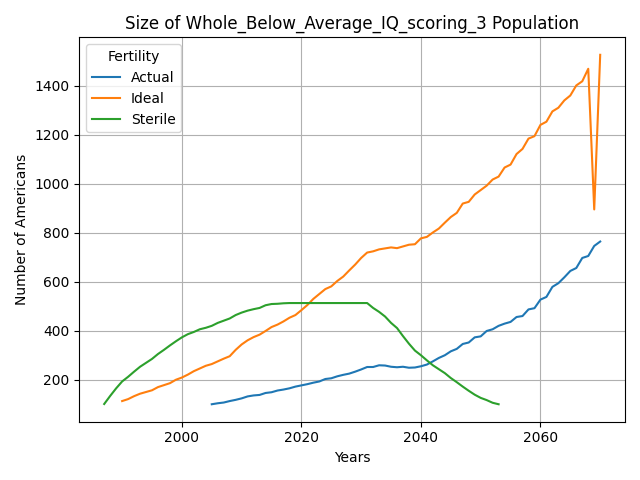 Size of Whole_Below_Average_IQ_scoring_3 Population
Fertility
Actual
Ideal
Sterile
Number of Americans
1400
1200
1000
800
600
400
200
2000
2020
2040
2060
Years